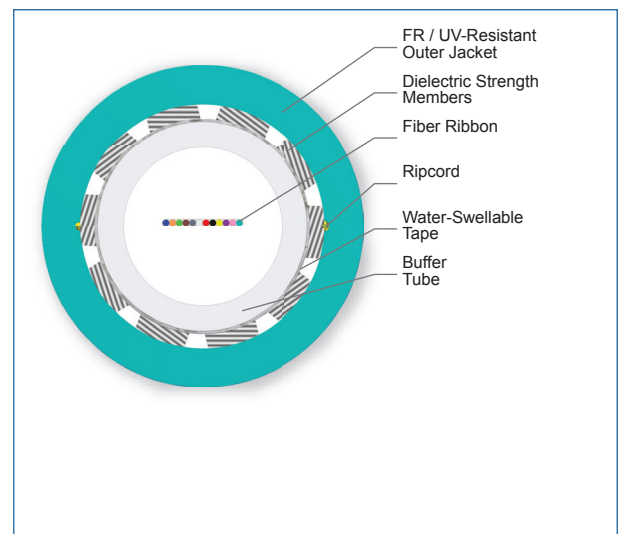 FR / UV-Resistant
Outer Jacket
Dielectric Strength
Members
Fiber Ribbon
Ripcord
Water-Swellable
Tape
Buffer
Tube